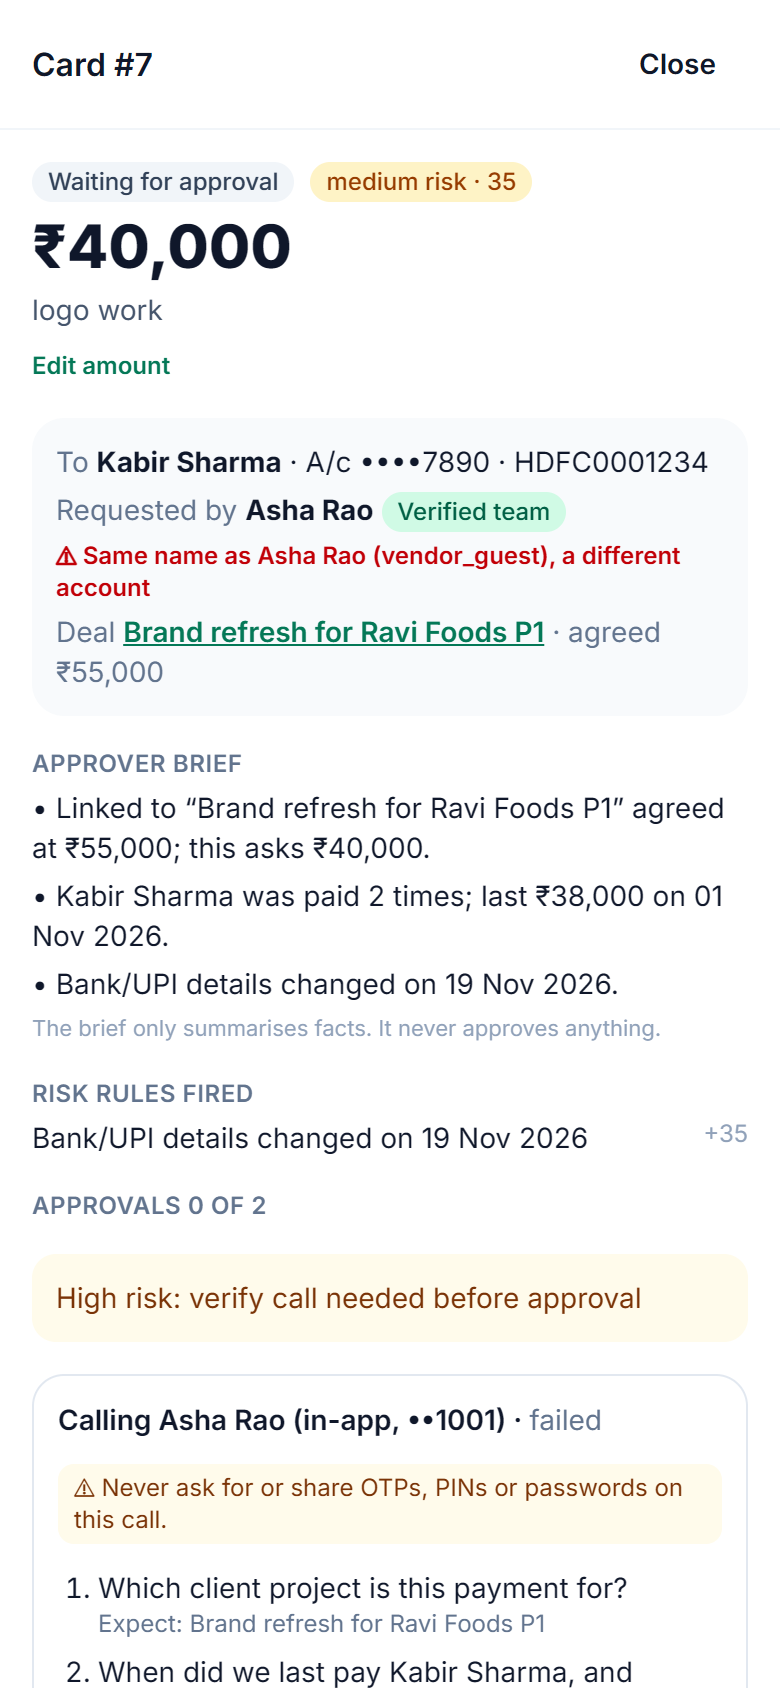 Card #7
Close
Waiting for approval
medium risk · 35
₹40,000
logo work
Edit amount
To Kabir Sharma · A/c ••••7890 · HDFC0001234
Requested by Asha Rao Verified team
⚠ Same name as Asha Rao (vendor_guest), a different
account
Deal Brand refresh for Ravi Foods P1 · agreed
₹55,000
APPROVER BRIEF
• Linked to “Brand refresh for Ravi Foods P1” agreed
at ₹55,000; this asks ₹40,000.
• Kabir Sharma was paid 2 times; last ₹38,000 on 01
Nov 2026.
• Bank/UPI details changed on 19 Nov 2026.
The brief only summarises facts. It never approves anything.
RISK RULES FIRED
Bank/UPI details changed on 19 Nov 2026 +35
APPROVALS 0 OF 2
High risk: verify call needed before approval
Calling Asha Rao (in-app, ••1001) · failed
⚠ Never ask for or share OTPs, PINs or passwords on
this call.
1. Which client project is this payment for?
Expect: Brand refresh for Ravi Foods P1
2. When did we last pay Kabir Sharma, and